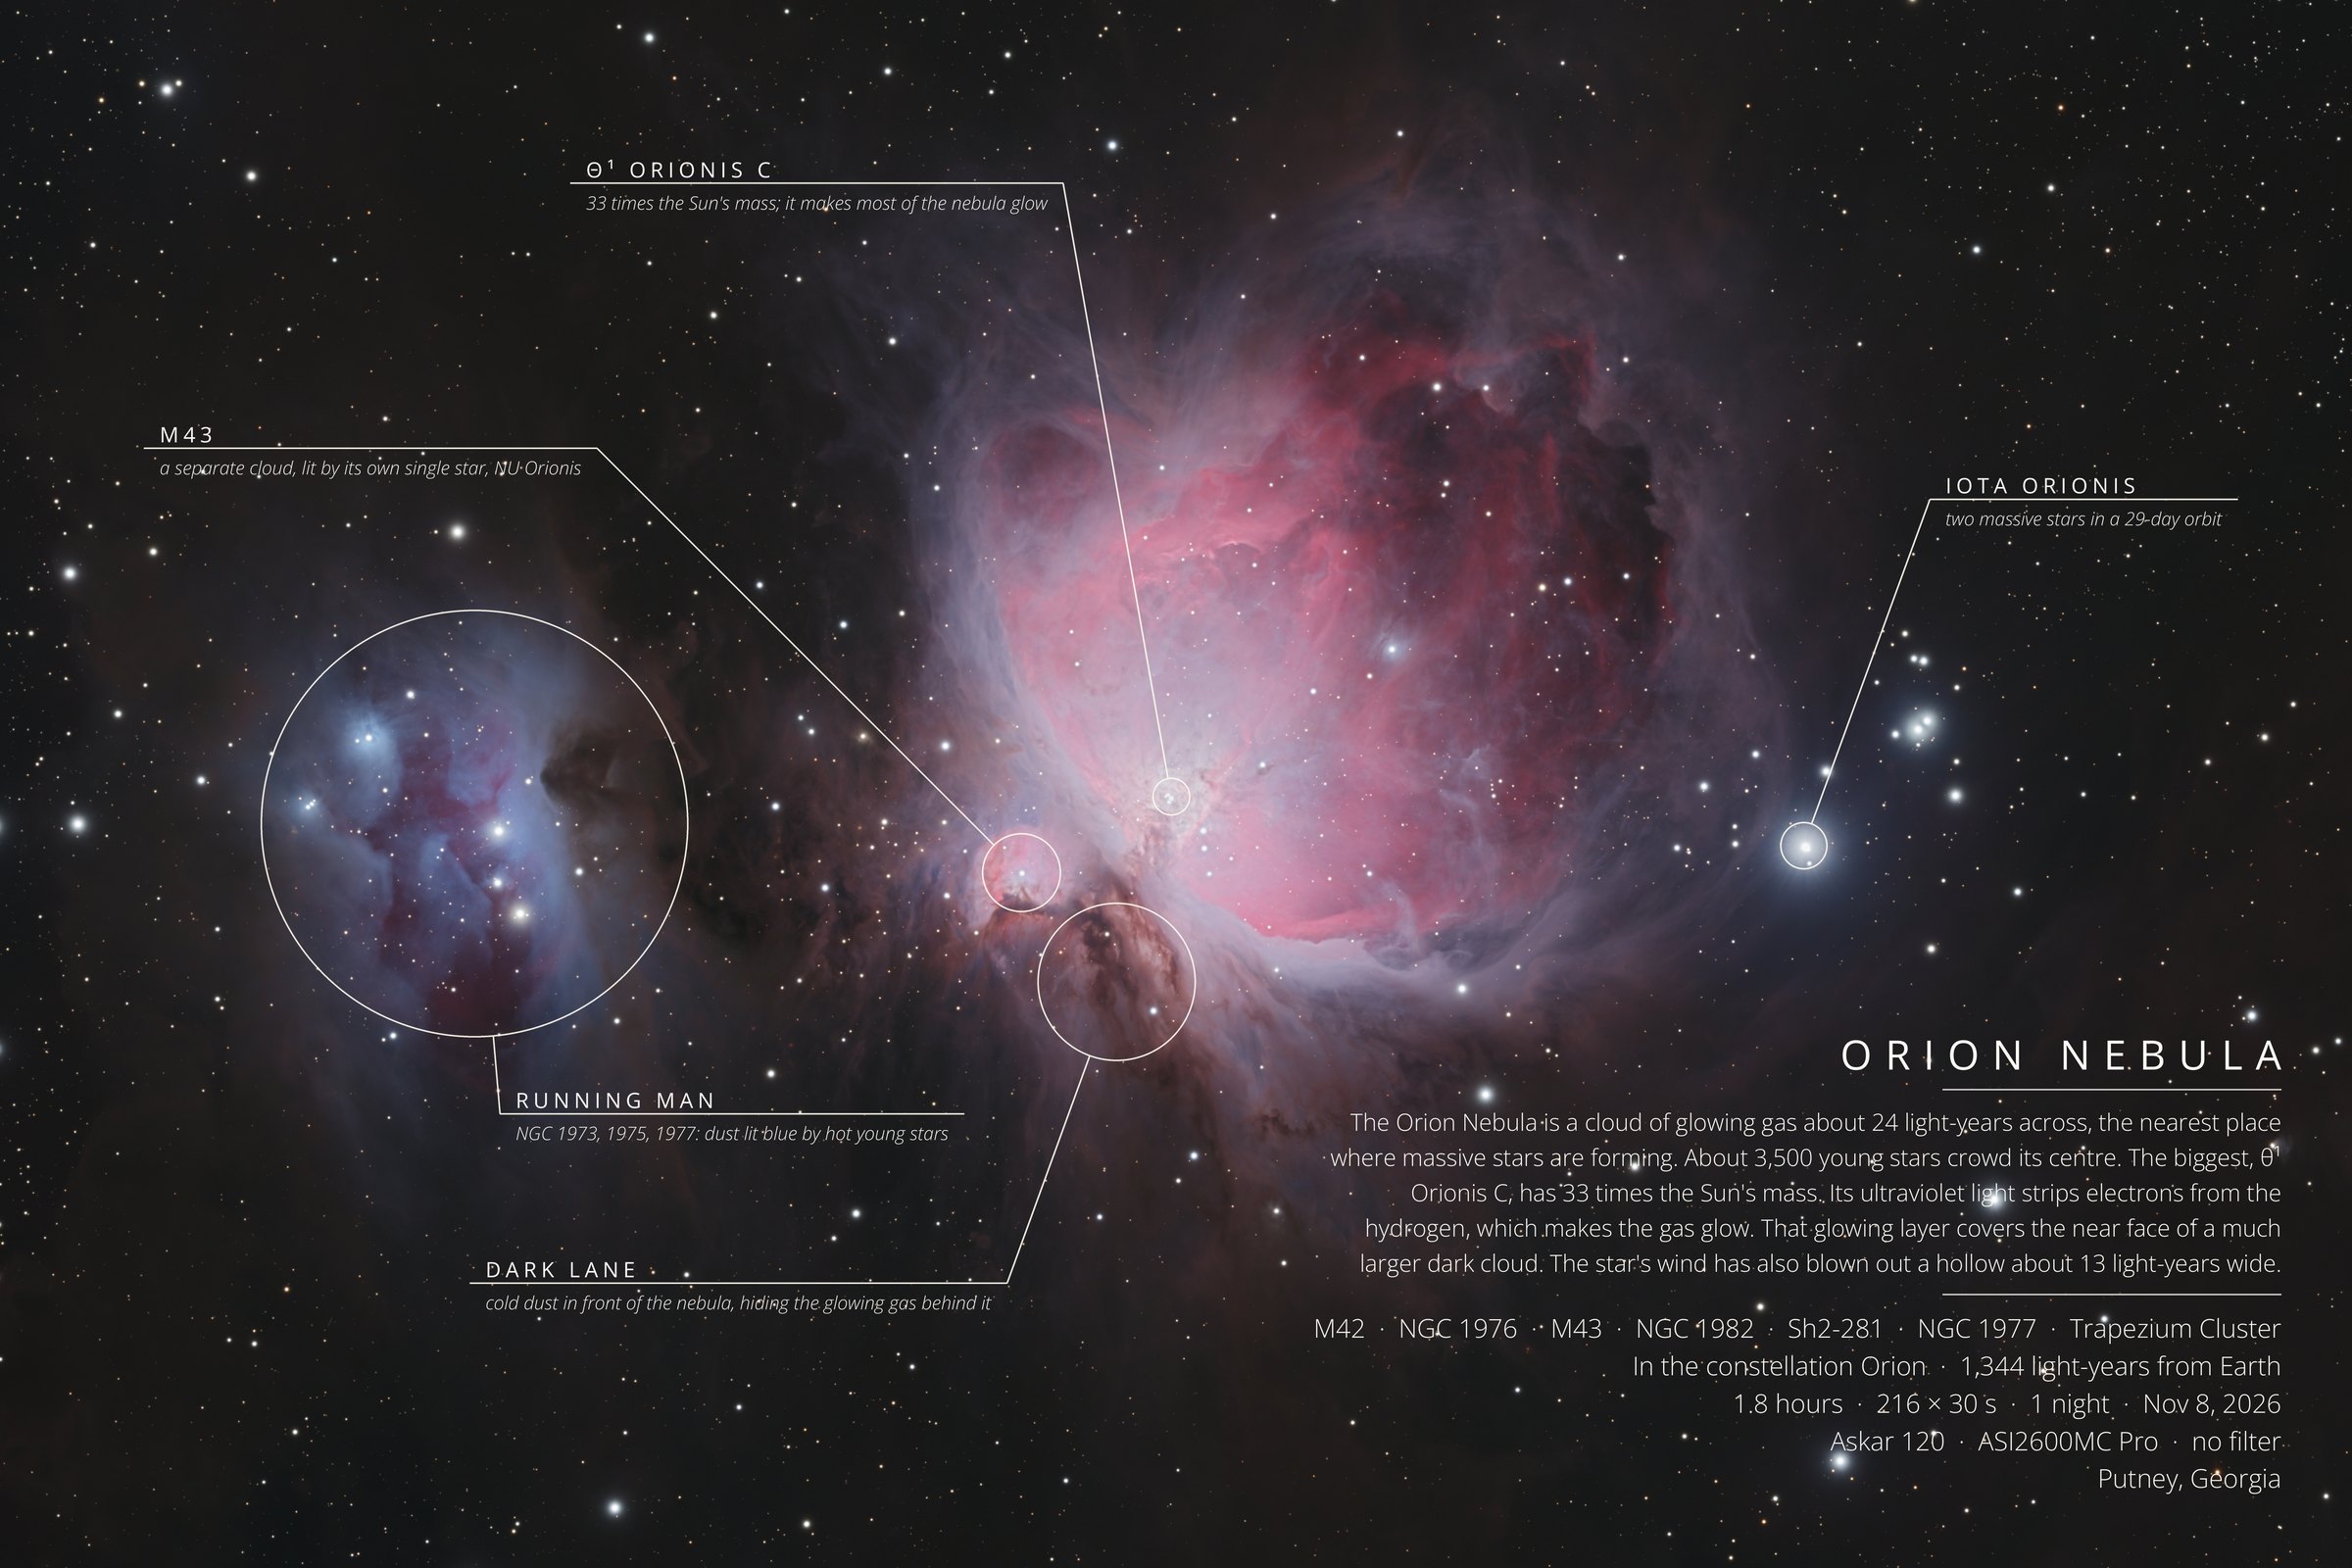 Θ¹ ORIONIS C
33 times the Sun's mass; it makes most of the nebula glow
M43
a separate cloud, lit by its own single star, NU Orionis
IOTA ORIONIS
two massive stars in a 29-day orbit
RUNNING MAN
NGC 1973, 1975, 1977: dust lit blue by hot young stars
DARK LANE
cold dust in front of the nebula, hiding the glowing gas behind it
ORION NEBULA
The Orion Nebula is a cloud of glowing gas about 24 light-years across, the nearest place
where massive stars are forming. About 3,500 young stars crowd its centre. The biggest, θ¹
Orionis C, has 33 times the Sun's mass. Its ultraviolet light strips electrons from the
hydrogen, which makes the gas glow. That glowing layer covers the near face of a much
larger dark cloud. The star's wind has also blown out a hollow about 13 light-years wide.
M42 · NGC 1976 · M43 · NGC 1982 · Sh2-281 · NGC 1977 · Trapezium Cluster
In the constellation Orion · 1,344 light-years from Earth
1.8 hours · 216 × 30 s · 1 night · Nov 8, 2026
Askar 120 · ASI2600MC Pro · no filter
Putney, Georgia